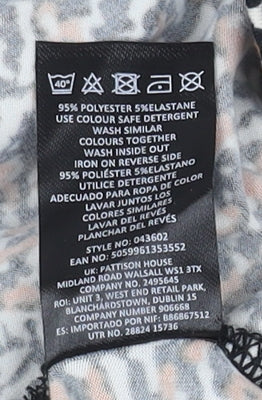 40°
95% POLYESTER 5%ELASTANE
USE COLOUR SAFE DETERGENT
WASH SIMILAR
COLOURS TOGETHER
WASH INSIDE OUT
IRON ON REVERSE SIDE
95% POLIÉSTER 5% ELASTANO
UTILICE DETERGENTE
ADECUADO PARA ROPA DE COLOR
LAVAR JUNTOS LOS
COLORES SIMILARES
LAVAR DEL REVÉS
PLANCHAR DEL REVÉS
STYLE NO: 043602
EAN NO: 5059961353552
UK: PATTISON HOUSE
MIDLAND ROAD WALSALL WS1 3TX
COMPANY NO: 2495645
ROI: UNIT 3, WEST END RETAIL PARK,
BLANCHARDSTOWN, DUBLIN 15
COMPANY NUMBER 906668
ES: IMPORTADO POR NIF: B86867512
UTR NO. 28824 15736